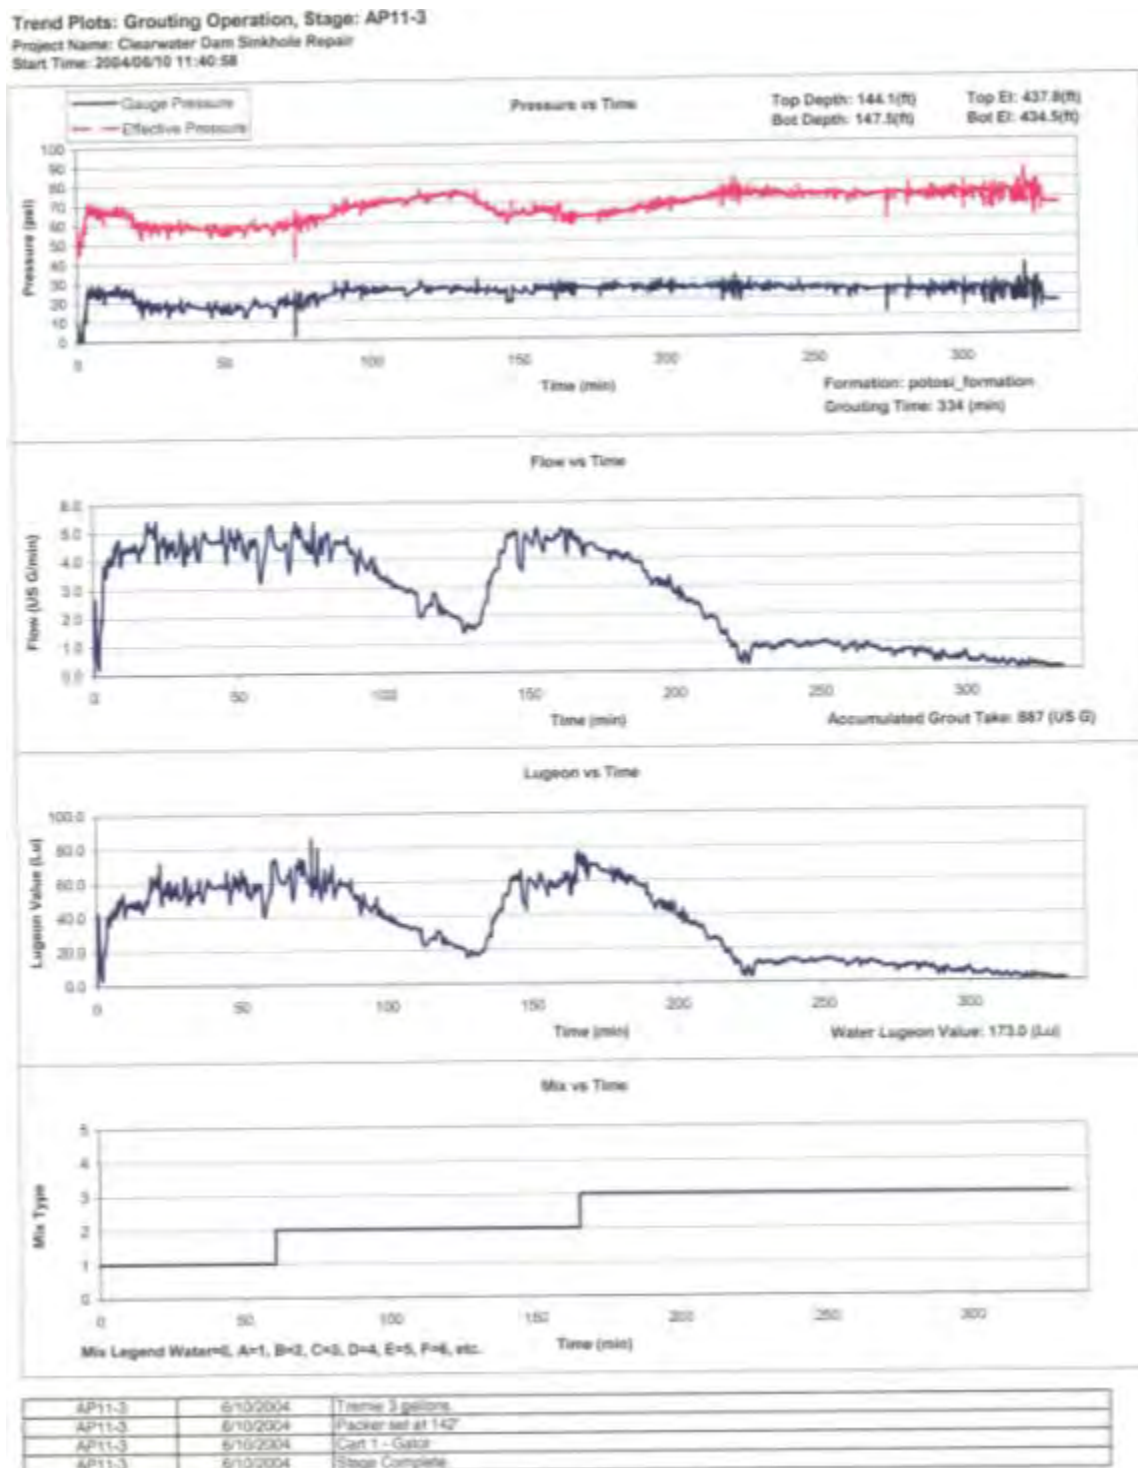 Trend Plots: Grouting Operation, Stage: AP11-3
Project Name: Clearwater Dam Sinkhole Repair
Start Time: 2004/06/10 11:40:58
Gauge Pressure
Effective Pressure
Pressure vs Time
Top Depth: 144.1(ft)
Top El: 437.8(ft)
Bot Depth: 147.5(ft)
Bot El: 434.5(ft)
Pressure (psi)
100
90
80
70
60
50
40
30
20
10
0
0
50
100
150
200
250
300
Time (min)
Formation: potosi_formation
Grouting Time: 334 (min)
Flow vs Time
Flow (US G/min)
6.0
5.0
4.0
3.0
2.0
1.0
0.0
0
50
100
150
200
250
300
Time (min)
Accumulated Grout Take: 887 (US G)
Lugeon vs Time
Lugeon Value (Lu)
100.0
80.0
60.0
40.0
20.0
0.0
0
50
100
150
200
250
300
Time (min)
Water Lugeon Value: 173.0 (Lu)
Mix vs Time
Mix Type
5
4
3
2
1
0
0
50
100
150
200
250
300
Time (min)
Mix Legend Water=0, A=1, B=2, C=3, D=4, E=5, F=6, etc.
AP11-3 6/10/2004 Tremie 3 gallons.
AP11-3 6/10/2004 Packer set at 142'
AP11-3 6/10/2004 Cart 1 - Gator
AP11-3 6/10/2004 Stage Complete.